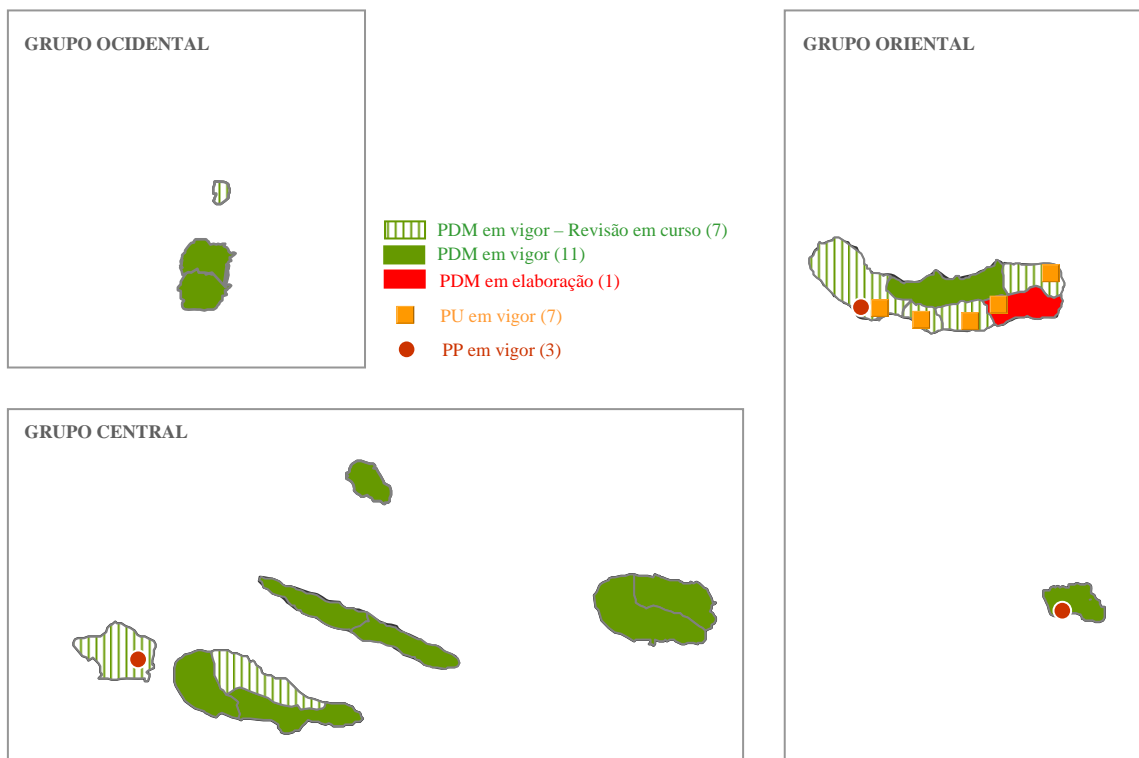 GRUPO OCIDENTAL
GRUPO ORIENTAL
PDM em vigor – Revisão em curso (7)
PDM em vigor (11)
PDM em elaboração (1)
PU em vigor (7)
PP em vigor (3)
GRUPO CENTRAL